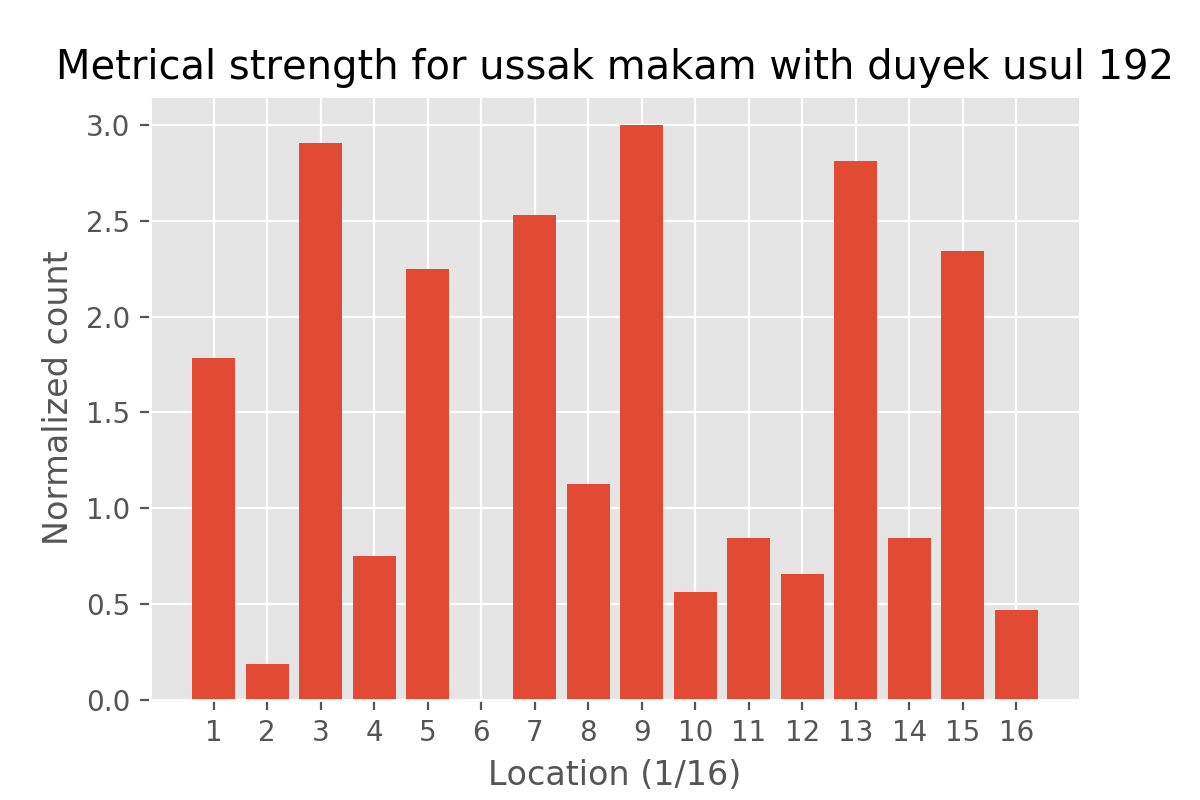 Metrical strength for ussak makam with duyek usul 192
3.0
2.5
2.0
1.5
1.0
0.5
0.0
Normalized count
1 2 3 4 5 6 7 8 9 10 11 12 13 14 15 16
Location (1/16)